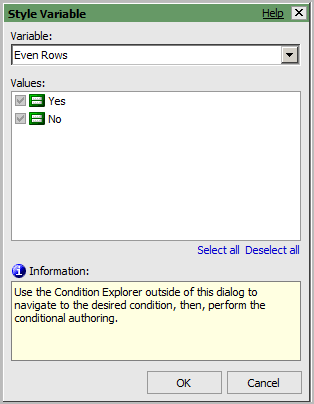 Style Variable Help
Variable:
Even Rows
Values:
Yes
No
Select all Deselect all
Information:
Use the Condition Explorer outside of this dialog to
navigate to the desired condition, then, perform the
conditional authoring.
OK Cancel